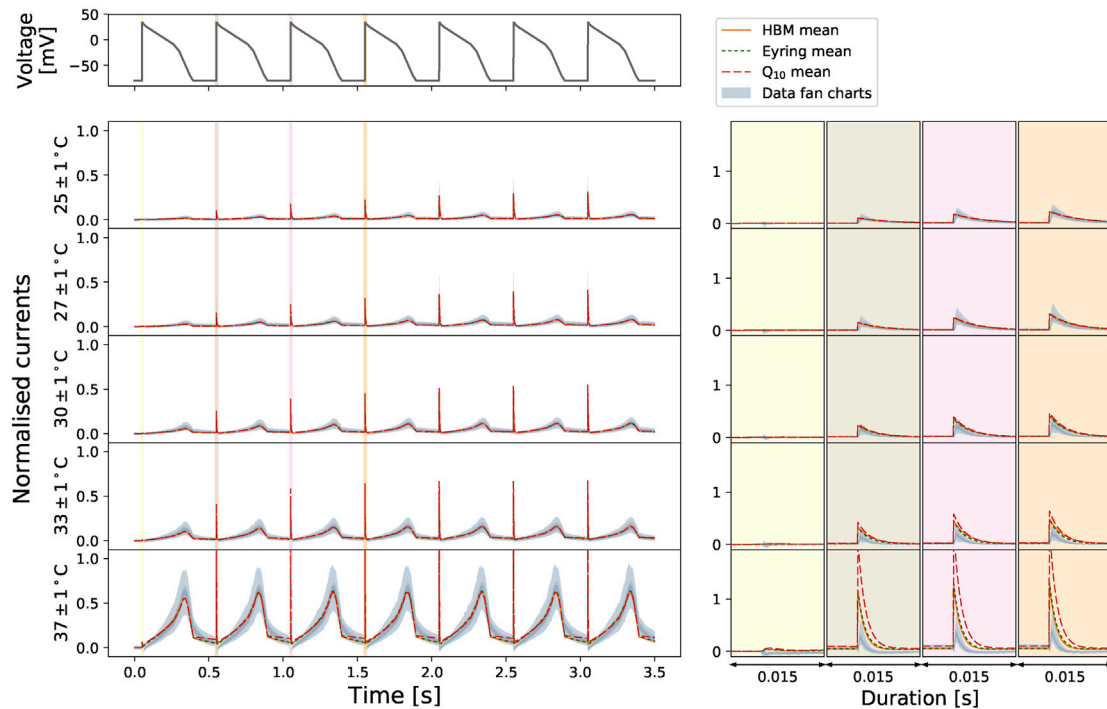 Voltage
[mV]
50
0
−50
HBM mean
Eyring mean
Q10 mean
Data fan charts
Normalised currents
25 ± 1°C
1.0
0.5
0.0
27 ± 1°C
1.0
0.5
0.0
30 ± 1°C
1.0
0.5
0.0
33 ± 1°C
1.0
0.5
0.0
37 ± 1°C
1.0
0.5
0.0
0.0 0.5 1.0 1.5 2.0 2.5 3.0 3.5
Time [s]
1
0
1
0
1
0
1
0
1
0
0.015 0.015 0.015 0.015
Duration [s]